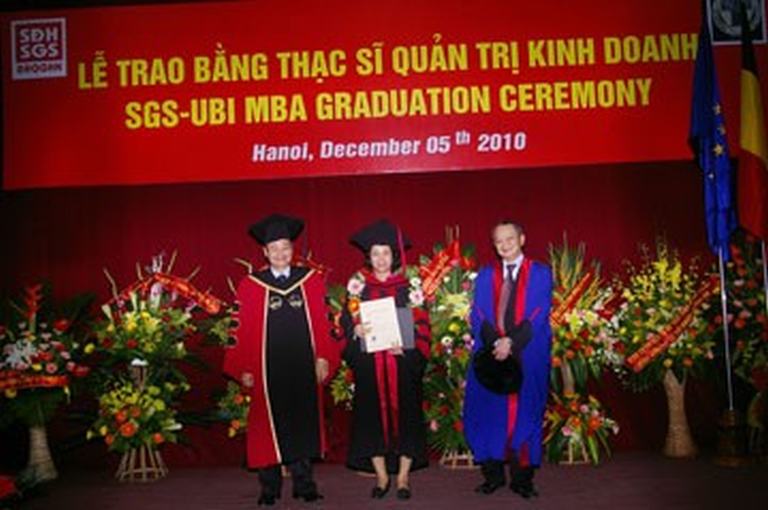 SĐH
SGS
ĐHQGHN
LỄ TRAO BẰNG THẠC SĨ QUẢN TRỊ KINH DOANH
SGS-UBI MBA GRADUATION CEREMONY
Hanoi, December 05th 2010